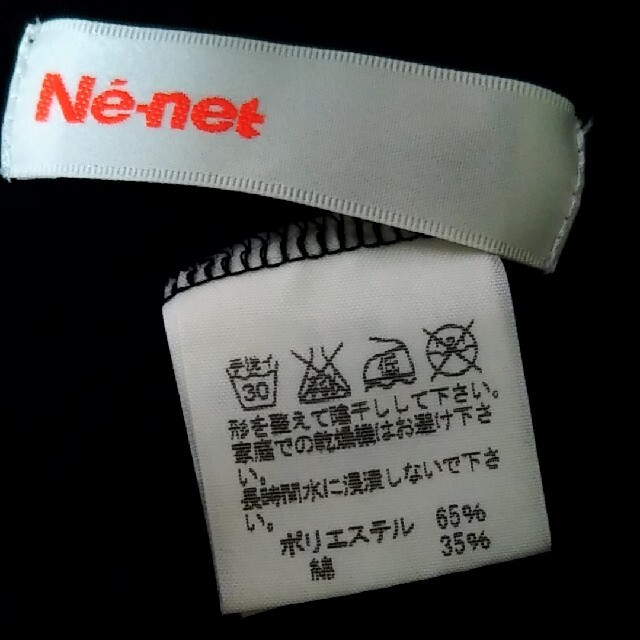 Né-net
手洗イ
30
形を整えて陰干しして下さい。
家庭での乾燥機はお避け下さ
い。
長時間水に浸漬しないで下さ
い。
ポリエステル 65%
綿 35%